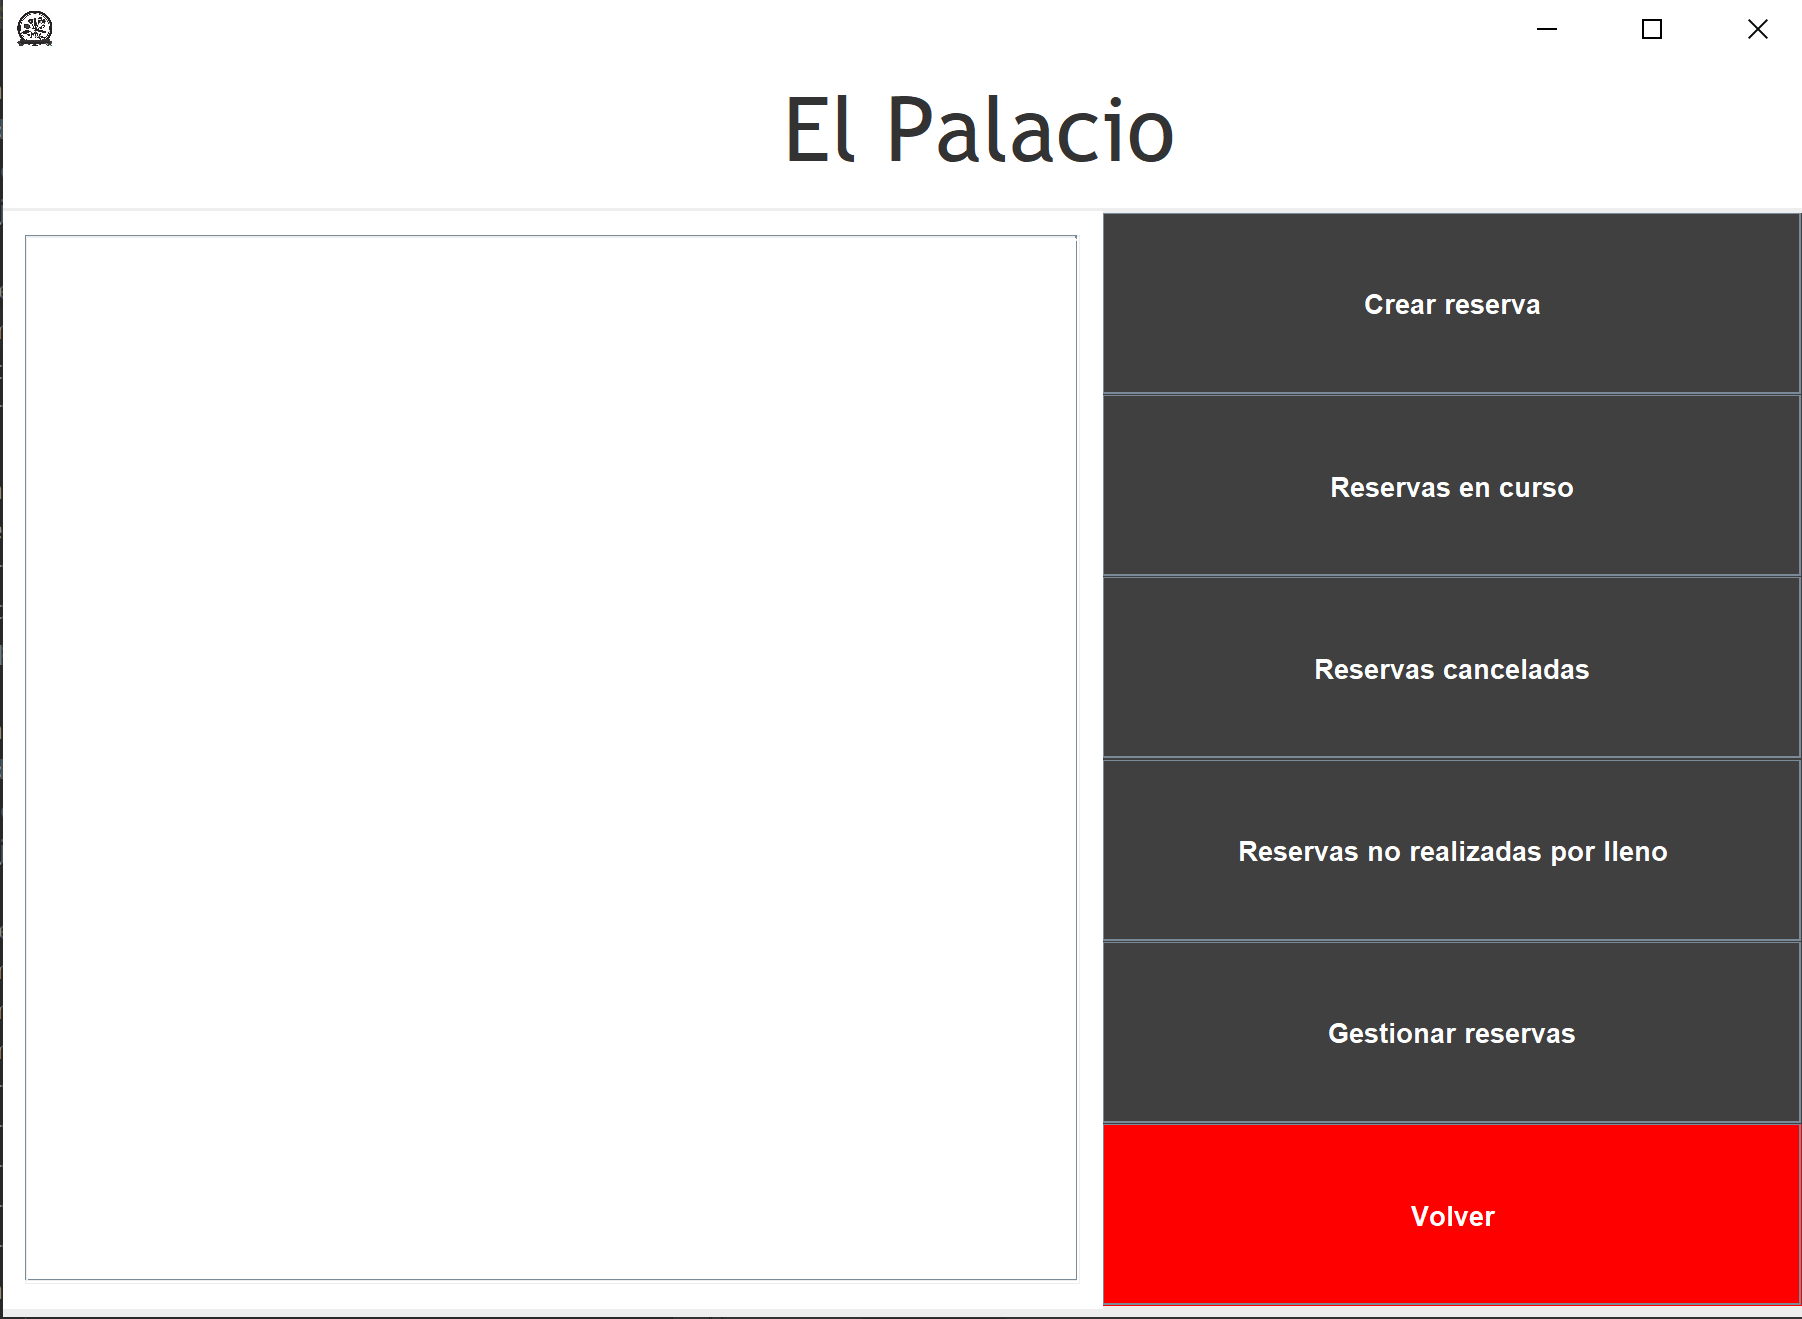 El Palacio
Crear reserva
Reservas en curso
Reservas canceladas
Reservas no realizadas por lleno
Gestionar reservas
Volver